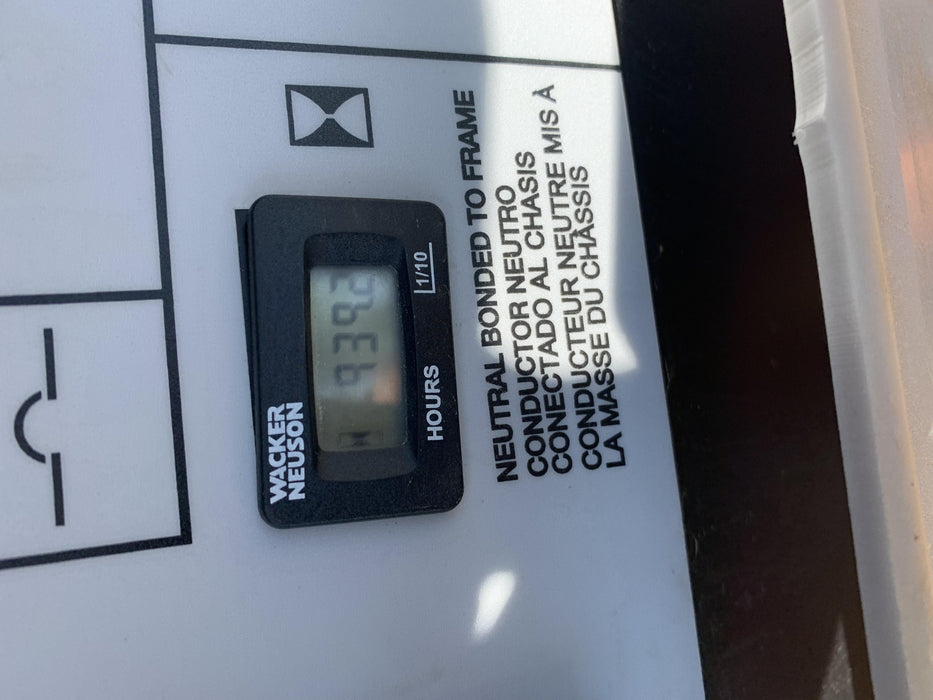 WACKER
NEUSON
HOURS 1/10
NEUTRAL BONDED TO FRAME
CONDUCTOR NEUTRO
CONECTADO AL CHASIS
CONDUCTEUR NEUTRE MIS À
LA MASSE DU CHÂSSIS